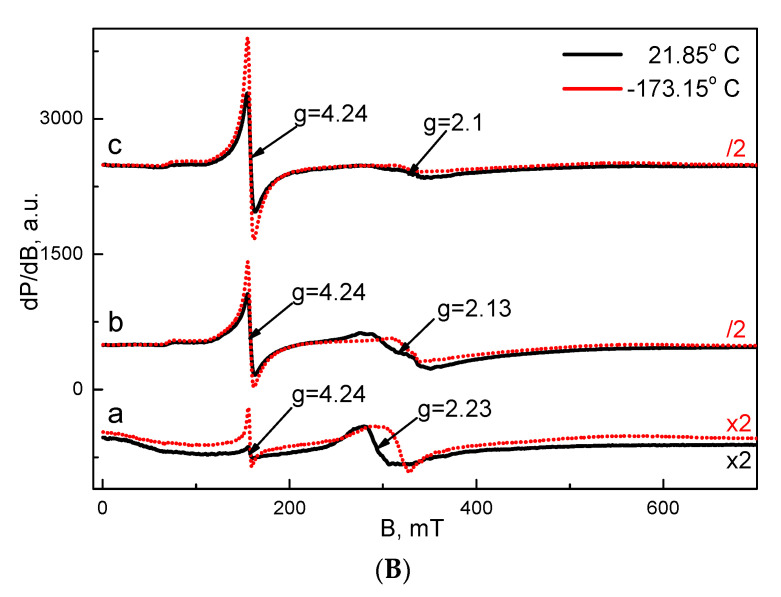 21.85° C
-173.15° C
3000
g=4.24
g=2.1
c
/2
dP/dB, a.u.
1500
g=4.24
g=2.13
b
/2
0
a
g=4.24
g=2.23
x2
x2
0
200
400
600
B, mT
(B)